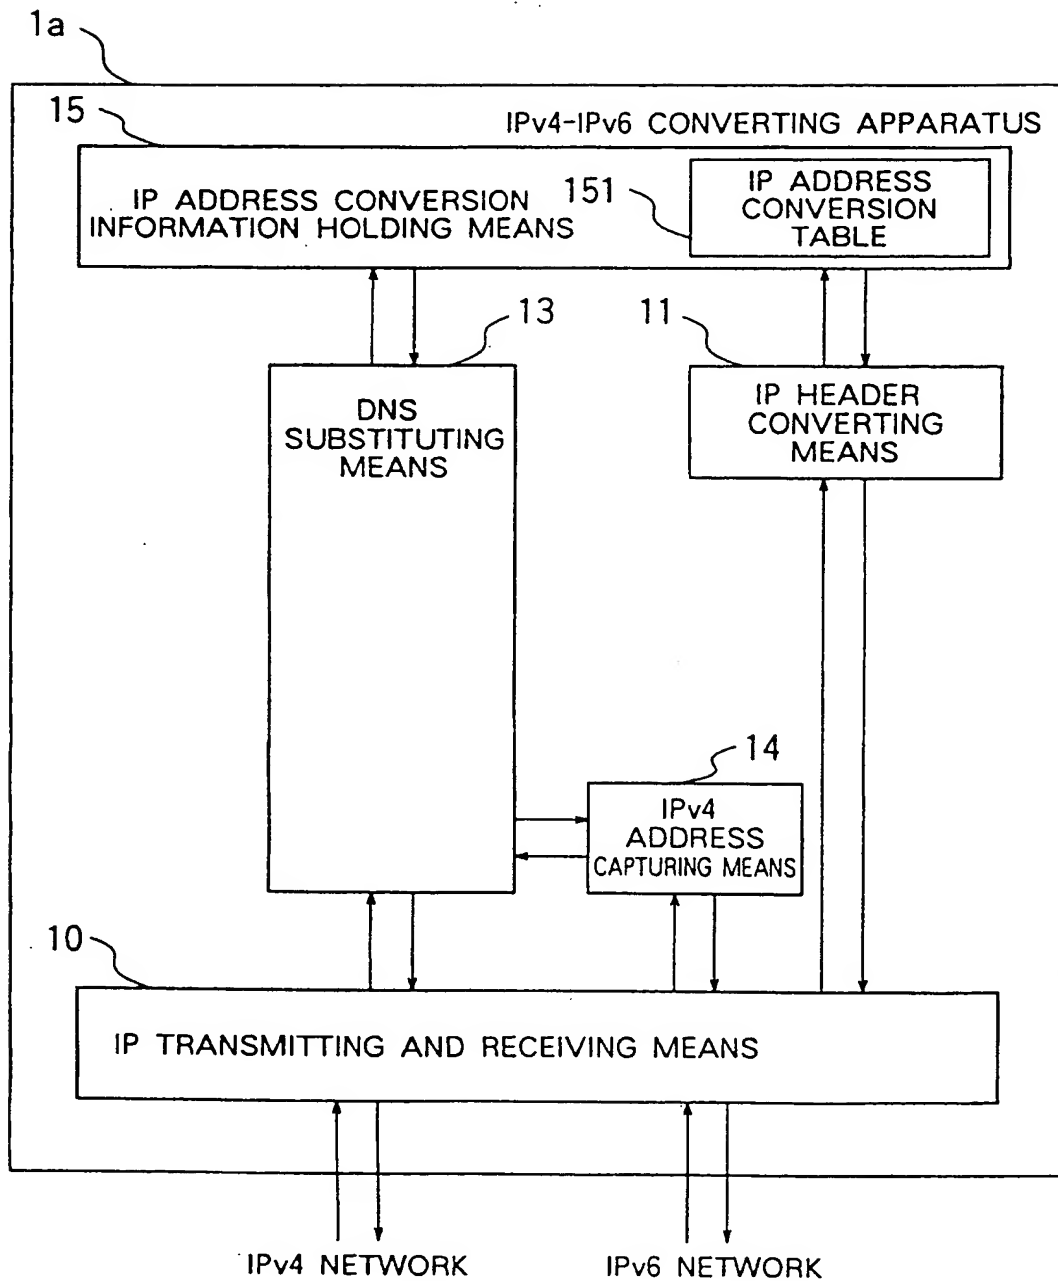 1a
15
IPv4-IPv6 CONVERTING APPARATUS
IP ADDRESS CONVERSION
INFORMATION HOLDING MEANS
151
IP ADDRESS
CONVERSION
TABLE
13
11
DNS
SUBSTITUTING
MEANS
IP HEADER
CONVERTING
MEANS
14
IPv4
ADDRESS
CAPTURING MEANS
10
IP TRANSMITTING AND RECEIVING MEANS
IPv4 NETWORK
IPv6 NETWORK